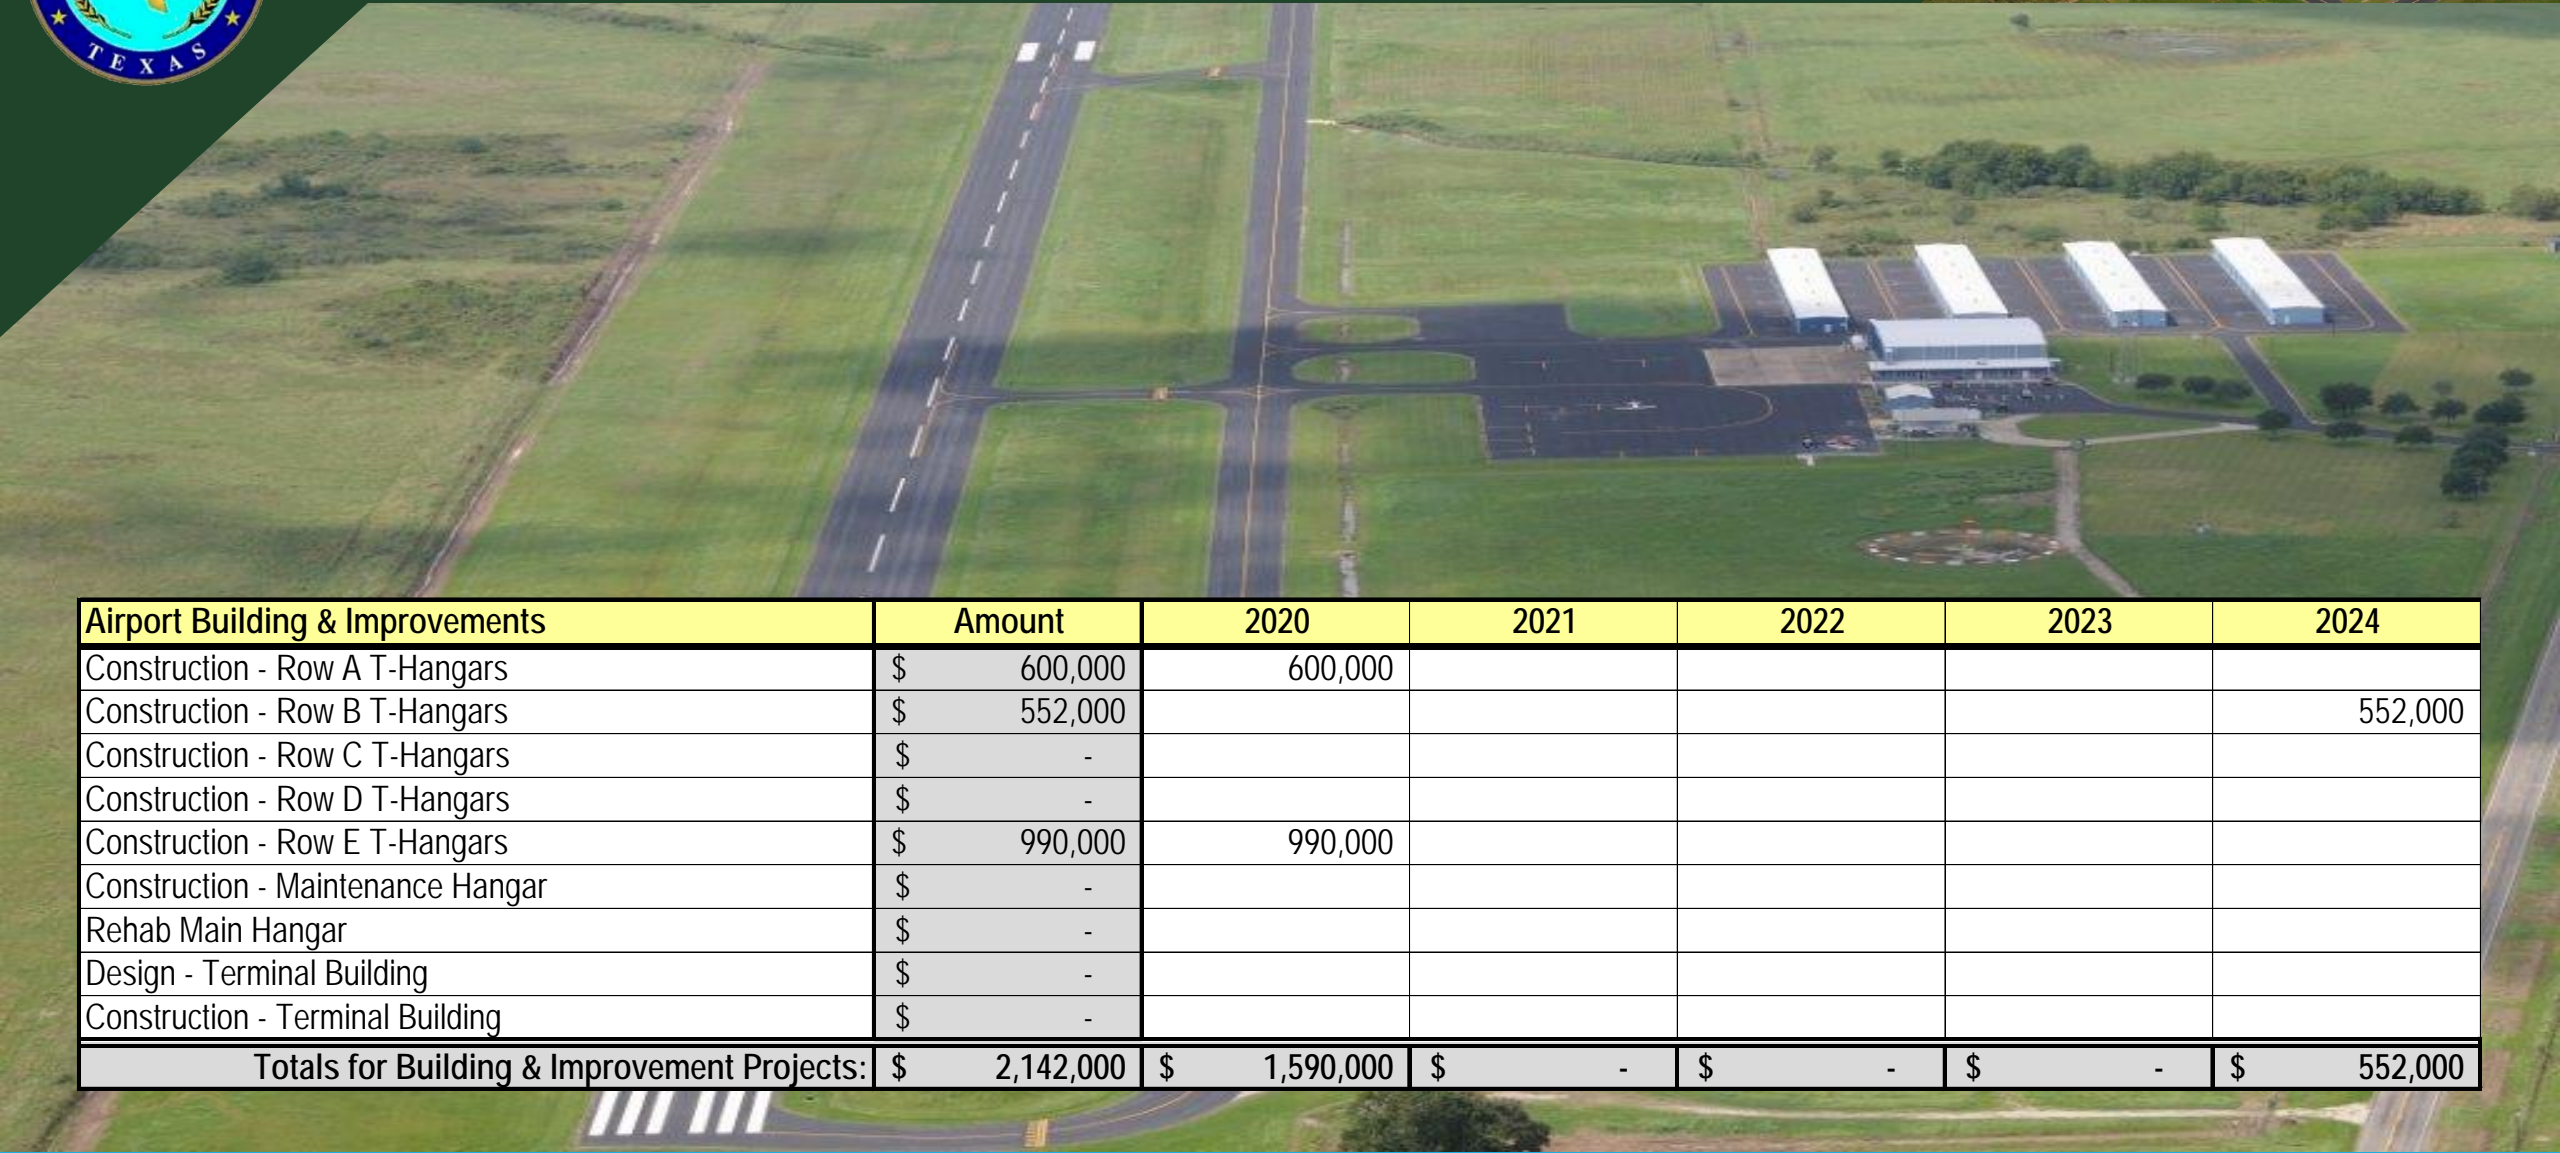 TEXAS
Airport Building & Improvements Amount 2020 2021 2022 2023 2024
Construction - Row A T-Hangars $ 600,000 600,000
Construction - Row B T-Hangars $ 552,000 552,000
Construction - Row C T-Hangars $ -
Construction - Row D T-Hangars $ -
Construction - Row E T-Hangars $ 990,000 990,000
Construction - Maintenance Hangar $ -
Rehab Main Hangar $ -
Design - Terminal Building $ -
Construction - Terminal Building $ -
Totals for Building & Improvement Projects: $ 2,142,000 $ 1,590,000 $ - $ - $ - $ 552,000